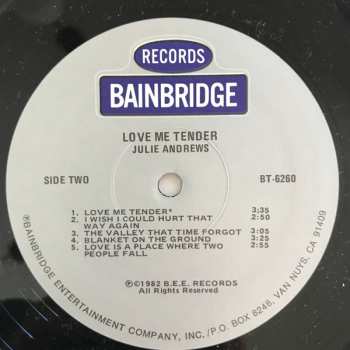 RECORDS
BAINBRIDGE
LOVE ME TENDER
JULIE ANDREWS
SIDE TWO
BT-6260
1. LOVE ME TENDER* 3:35
2. I WISH I COULD HURT THAT WAY AGAIN 2:50
3. THE VALLEY THAT TIME FORGOT 3:05
4. BLANKET ON THE GROUND 3:25
5. LOVE IS A PLACE WHERE TWO PEOPLE FALL 2:55
℗©1982 B.E.E. RECORDS
All Rights Reserved
℗BAINBRIDGE ENTERTAINMENT COMPANY, INC./P.O. BOX 8248, VAN NUYS, CA 91409